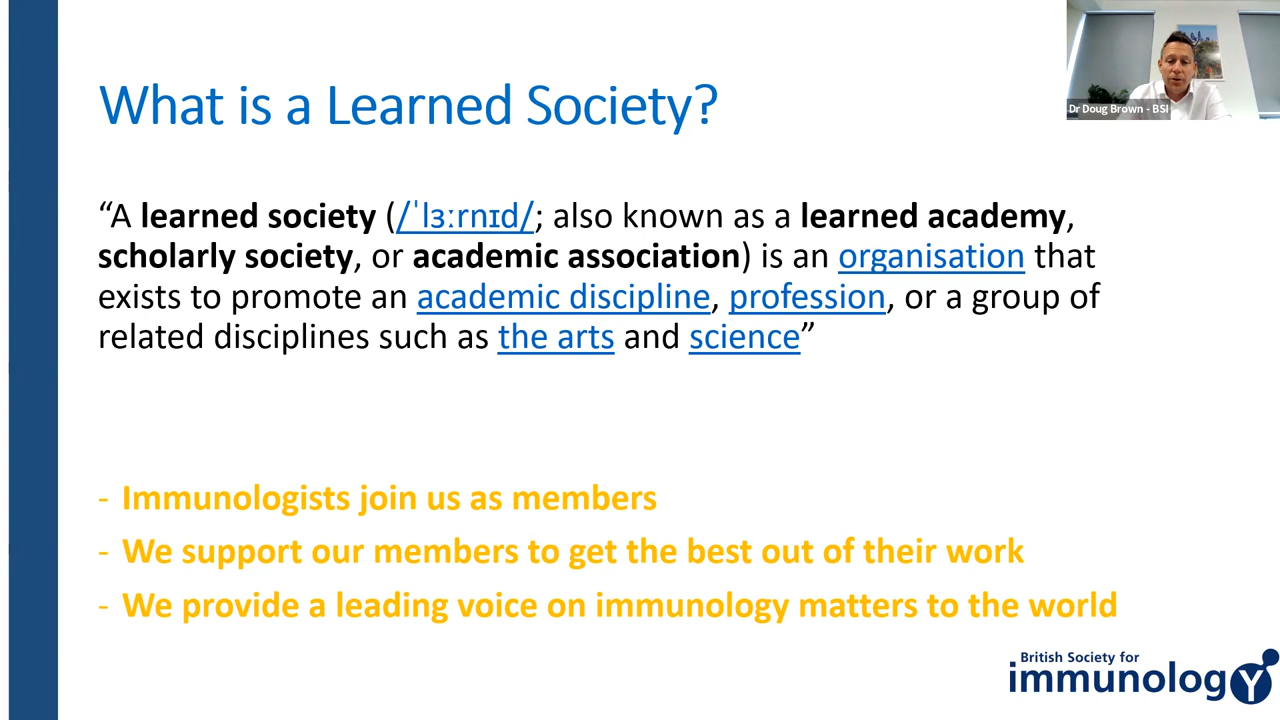 Dr Doug Brown - BSI
What is a Learned Society?
“A learned society (/ˈlɜːrnɪd/; also known as a learned academy,
scholarly society, or academic association) is an organisation that
exists to promote an academic discipline, profession, or a group of
related disciplines such as the arts and science”
- Immunologists join us as members
- We support our members to get the best out of their work
- We provide a leading voice on immunology matters to the world
British Society for
immunology